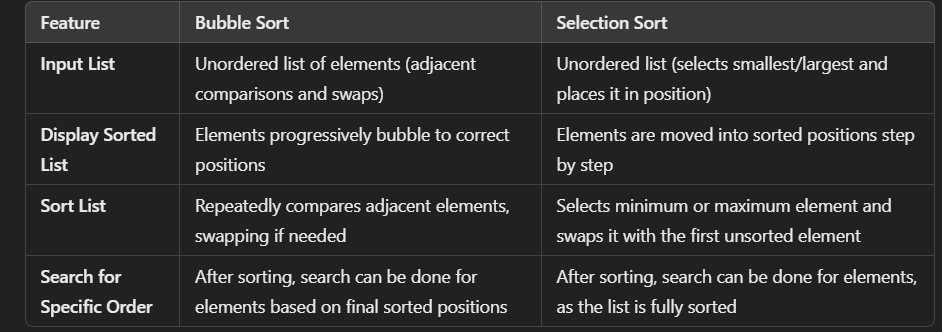 Feature Bubble Sort Selection Sort
Input List Unordered list of elements (adjacent Unordered list (selects smallest/largest and
comparisons and swaps) places it in position)
Display Sorted Elements progressively bubble to correct Elements are moved into sorted positions step
List positions by step
Sort List Repeatedly compares adjacent elements, Selects minimum or maximum element and
swapping if needed swaps it with the first unsorted element
Search for After sorting, search can be done for After sorting, search can be done for elements,
Specific Order elements based on final sorted positions as the list is fully sorted